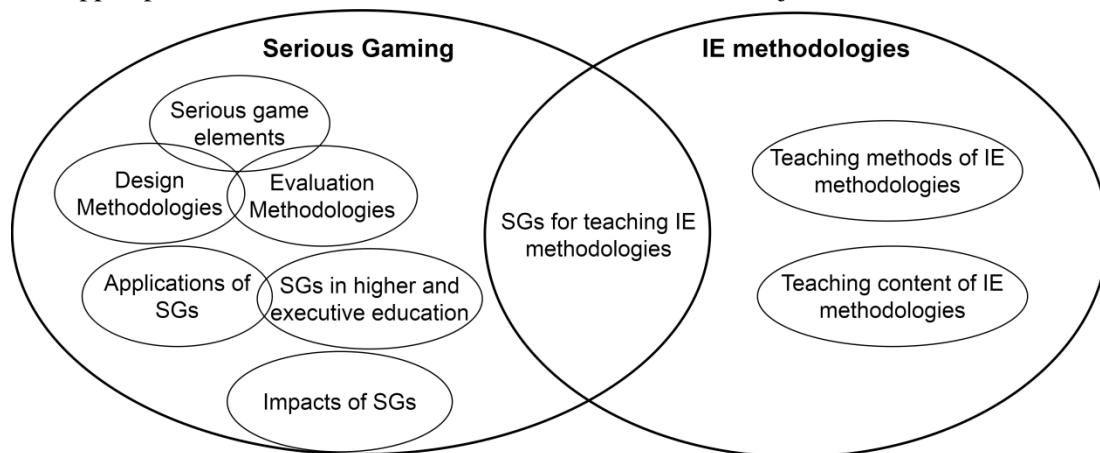 Serious Gaming
IE methodologies
Serious game
elements
Design
Methodologies
Evaluation
Methodologies
Applications of
SGs
SGs in higher and
executive education
Impacts of SGs
SGs for teaching IE
methodologies
Teaching methods of IE
methodologies
Teaching content of IE
methodologies